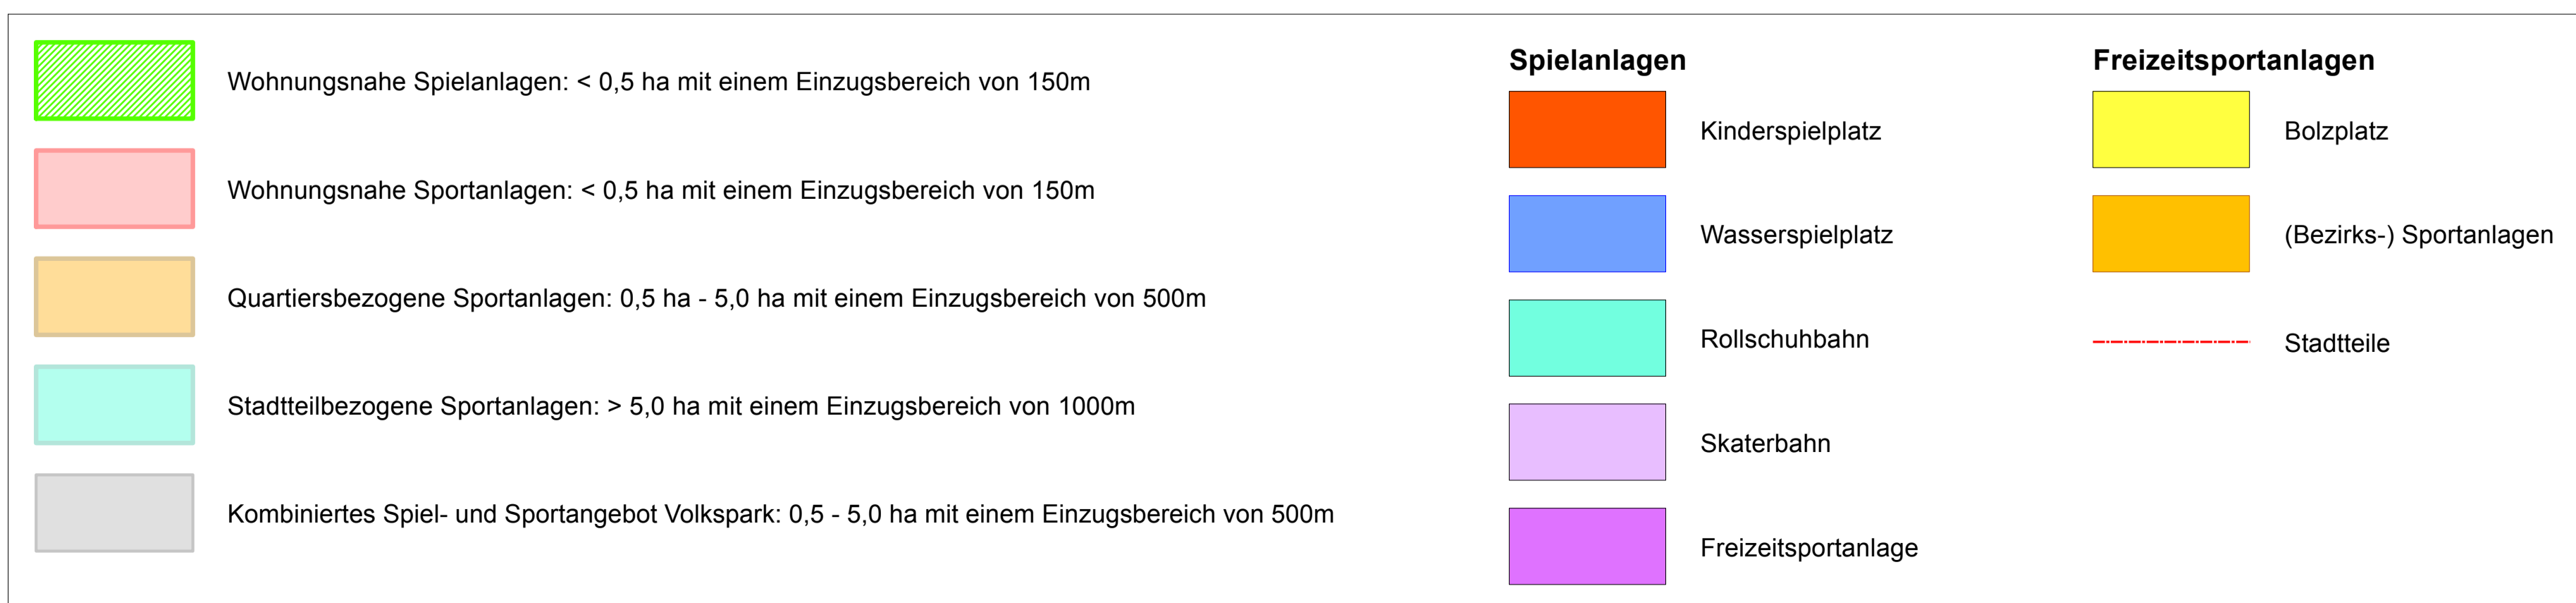 Wohnungsnahe Spielanlagen: < 0,5 ha mit einem Einzugsbereich von 150m
Wohnungsnahe Sportanlagen: < 0,5 ha mit einem Einzugsbereich von 150m
Quartiersbezogene Sportanlagen: 0,5 ha - 5,0 ha mit einem Einzugsbereich von 500m
Stadtteilbezogene Sportanlagen: > 5,0 ha mit einem Einzugsbereich von 1000m
Kombiniertes Spiel- und Sportangebot Volkspark: 0,5 - 5,0 ha mit einem Einzugsbereich von 500m
Spielanlagen
Kinderspielplatz
Wasserspielplatz
Rollschuhbahn
Skaterbahn
Freizeitsportanlage
Freizeitsportanlagen
Bolzplatz
(Bezirks-) Sportanlagen
Stadtteile